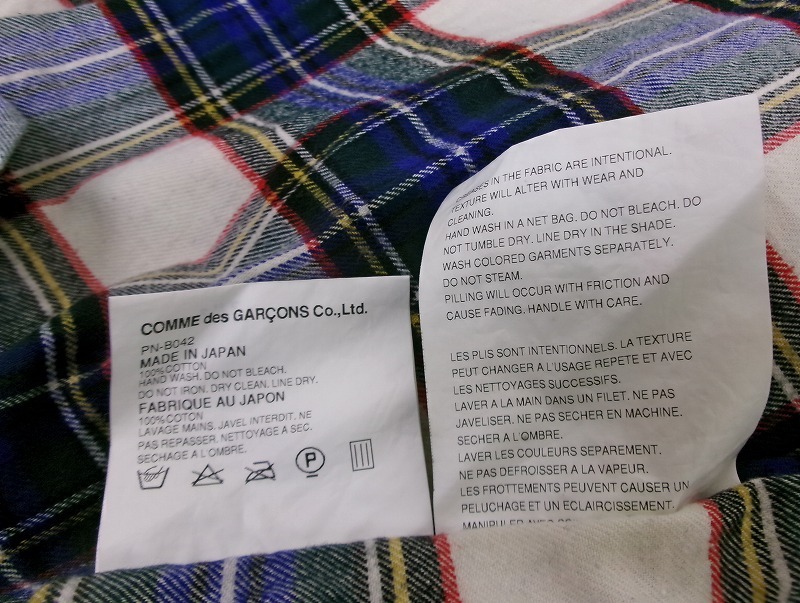 COMME des GARÇONS Co.,Ltd.
PN-B042
MADE IN JAPAN
100%COTTON
HAND WASH. DO NOT BLEACH.
DO NOT IRON. DRY CLEAN. LINE DRY.
FABRIQUE AU JAPON
100%COTON
LAVAGE MAINS. JAVEL INTERDIT. NE
PAS REPASSER. NETTOYAGE A SEC.
SECHAGE A L'OMBRE.
P
IN THE FABRIC ARE INTENTIONAL.
TEXTURE WILL ALTER WITH WEAR AND
CLEANING.
HAND WASH IN A NET BAG. DO NOT BLEACH. DO
NOT TUMBLE DRY. LINE DRY IN THE SHADE.
WASH COLORED GARMENTS SEPARATELY.
DO NOT STEAM.
PILLING WILL OCCUR WITH FRICTION AND
CAUSE FADING. HANDLE WITH CARE.
LES PLIS SONT INTENTIONNELS. LA TEXTURE
PEUT CHANGER A L'USAGE REPETE ET AVEC
LES NETTOYAGES SUCCESSIFS.
LAVER A LA MAIN DANS UN FILET. NE PAS
JAVELISER. NE PAS SECHER EN MACHINE.
SECHER A L'OMBRE.
LAVER LES COULEURS SEPAREMENT.
NE PAS DEFROISSER A LA VAPEUR.
LES FROTTEMENTS PEUVENT CAUSER UN
PELUCHAGE ET UN ECLAIRCISSEMENT.
MANIPULER AVEC